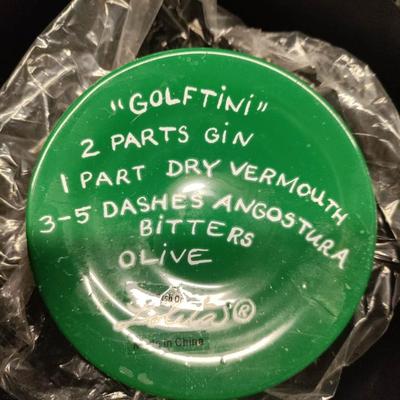 "GOLFTINI"
2 PARTS GIN
1 PART DRY VERMOUTH
3-5 DASHES ANGOSTURA
BiTTERS
OLiVE
Lolita®
Made in China